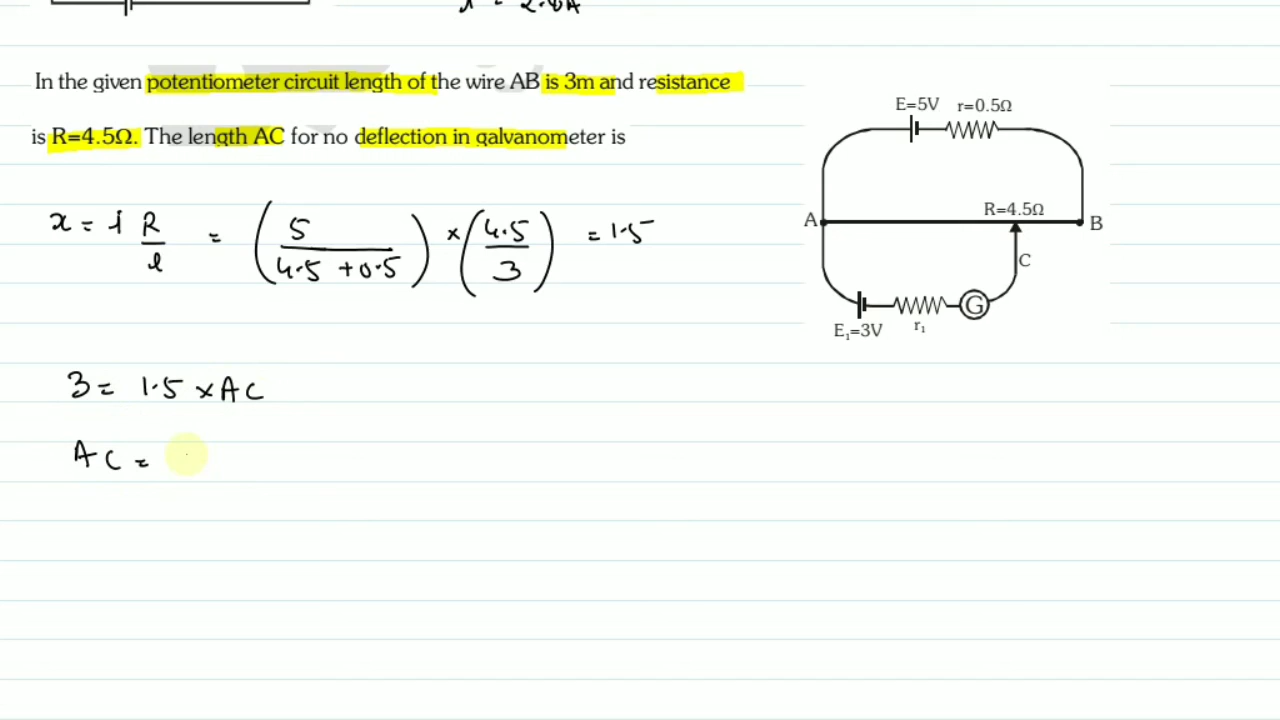 In the given potentiometer circuit length of the wire AB is 3m and resistance
is R=4.5Ω. The length AC for no deflection in galvanometer is
x = i R/l = (5/(4.5 + 0.5)) × (4.5/3) = 1.5
3 = 1.5 × AC
AC =
E=5V r=0.5Ω
R=4.5Ω
A
B
C
G
E₁=3V r₁